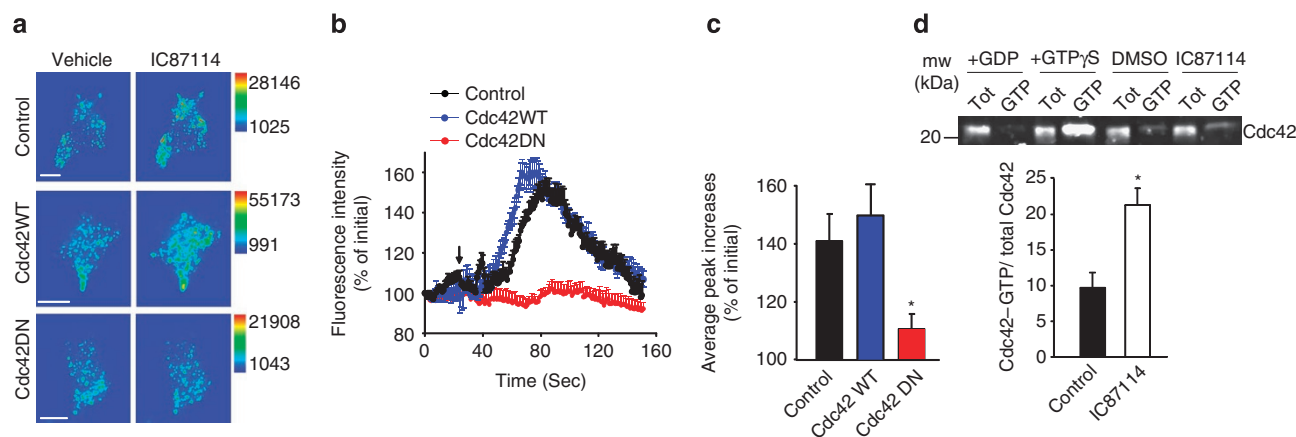 a
Vehicle IC87114
Control
28146
1025
Cdc42WT
55173
991
Cdc42DN
21908
1043
b
Control
Cdc42WT
Cdc42DN
Fluorescence intensity
(% of initial)
160
140
120
100
80
0 40 80 120 160
Time (Sec)
c
Average peak increases
(% of initial)
160
140
120
100
*
Control
Cdc42 WT
Cdc42 DN
d
mw
(kDa)
+GDP +GTPγS DMSO IC87114
Tot GTP Tot GTP Tot GTP Tot GTP
20
Cdc42
Cdc42–GTP/ total Cdc42
25
20
15
10
5
0
*
Control
IC87114